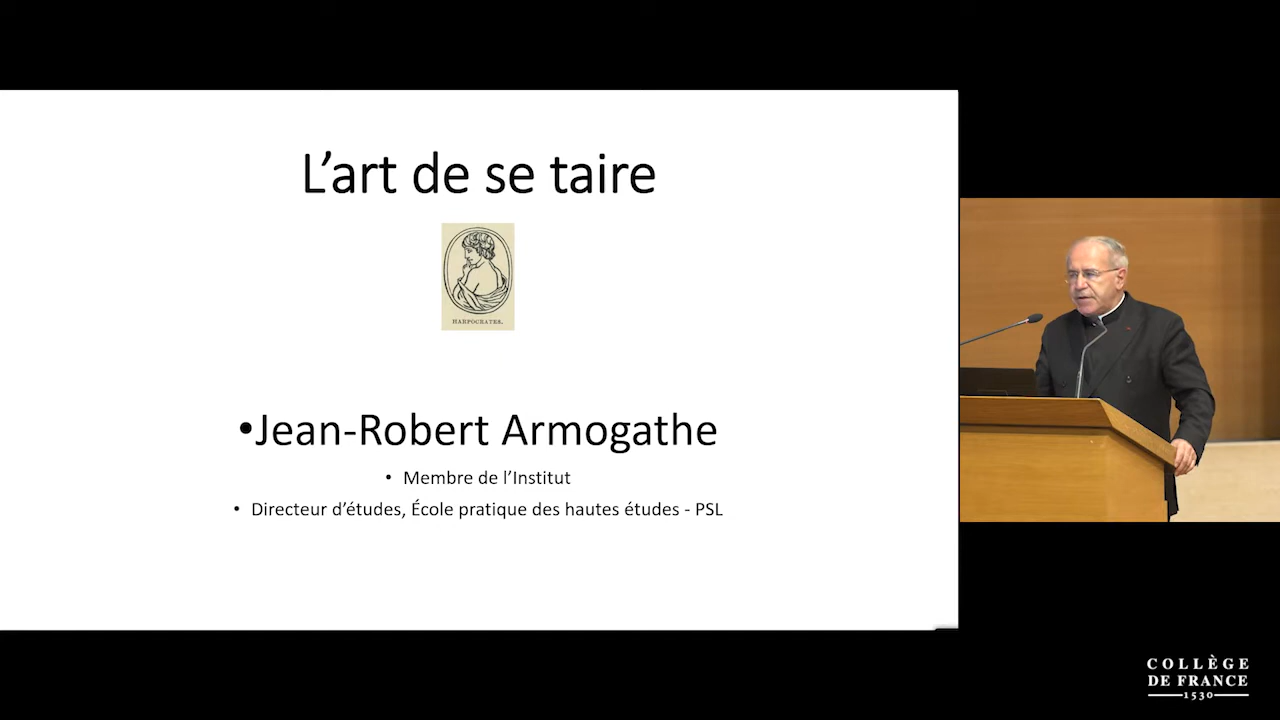 L’art de se taire
HARPOCRATES.
•Jean-Robert Armogathe
• Membre de l’Institut
• Directeur d’études, École pratique des hautes études - PSL
COLLÈGE
DE FRANCE
1530